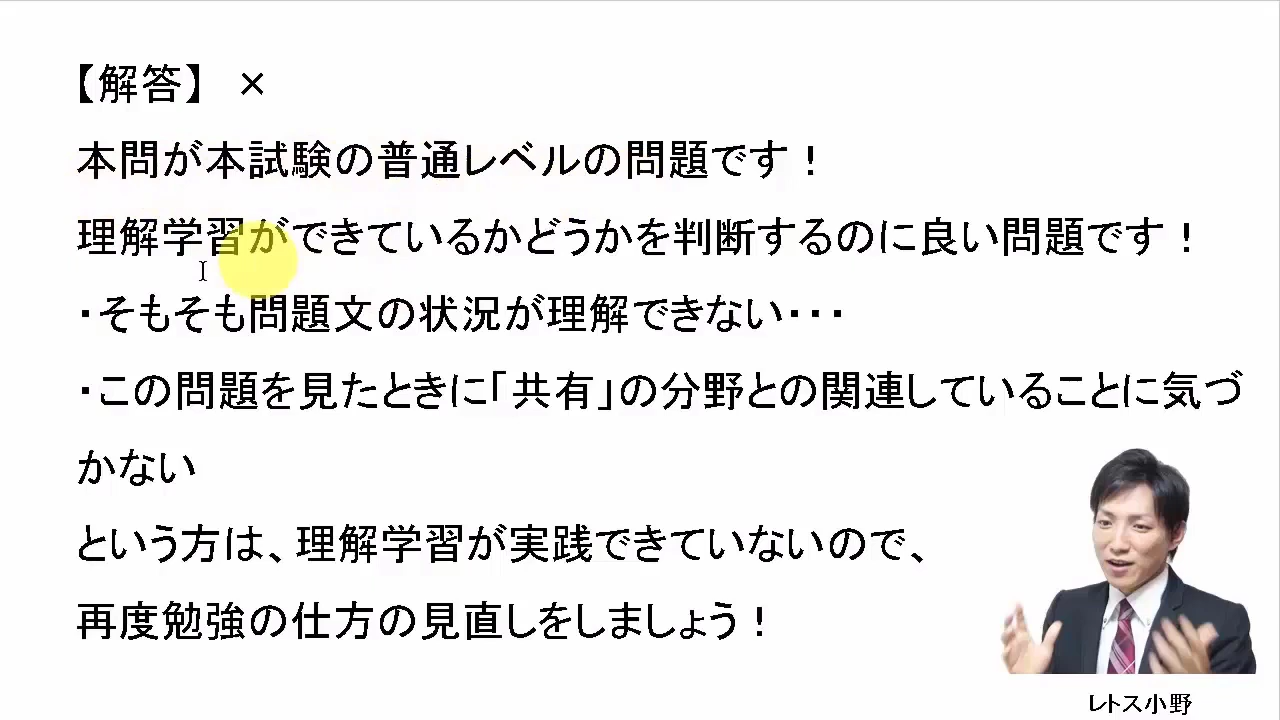 【解答】 ×
本問が本試験の普通レベルの問題です！
理解学習ができているかどうかを判断するのに良い問題です！
・そもそも問題文の状況が理解できない・・・
・この問題を見たときに「共有」の分野との関連していることに気づ
かない
という方は、理解学習が実践できていないので、
再度勉強の仕方の見直しをしましょう！
レトス小野